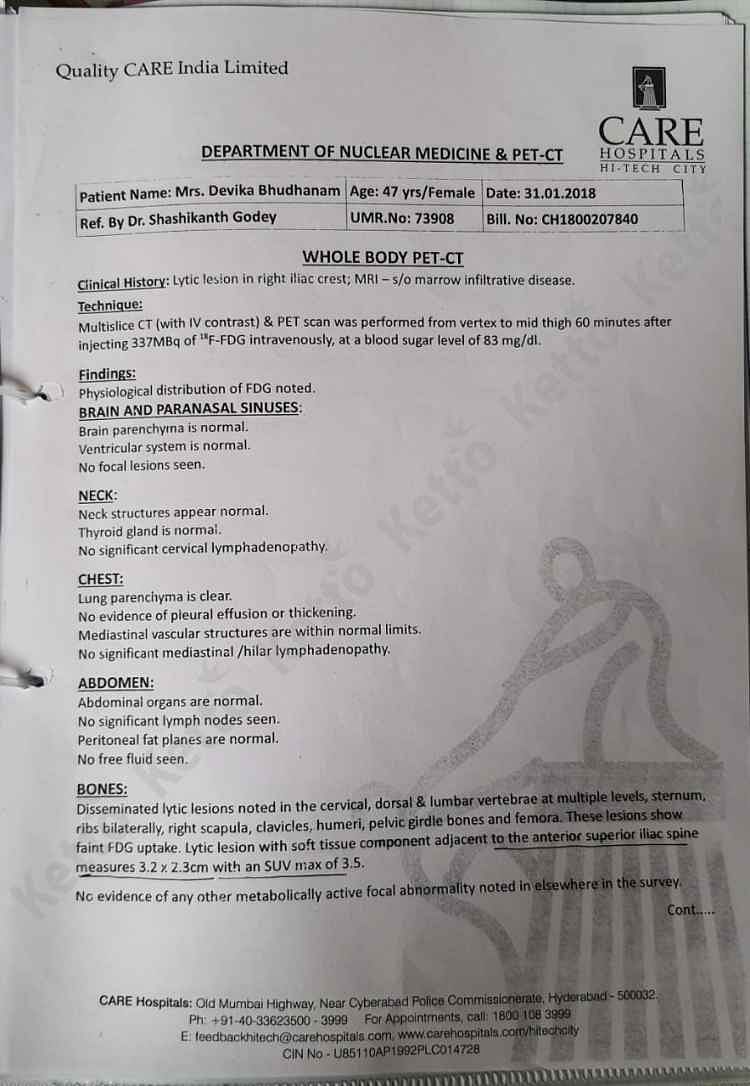 Quality CARE India Limited
CARE
HOSPITALS
HI-TECH CITY
DEPARTMENT OF NUCLEAR MEDICINE & PET-CT
Patient Name: Mrs. Devika Bhudhanam Age: 47 yrs/Female Date: 31.01.2018
Ref. By Dr. Shashikanth Godey UMR.No: 73908 Bill. No: CH1800207840
WHOLE BODY PET-CT
Clinical History: Lytic lesion in right iliac crest; MRI – s/o marrow infiltrative disease.
Technique:
Multislice CT (with IV contrast) & PET scan was performed from vertex to mid thigh 60 minutes after
injecting 337MBq of ¹⁸F-FDG intravenously, at a blood sugar level of 83 mg/dl.
Findings:
Physiological distribution of FDG noted.
BRAIN AND PARANASAL SINUSES:
Brain parenchyma is normal.
Ventricular system is normal.
No focal lesions seen.
NECK:
Neck structures appear normal.
Thyroid gland is normal.
No significant cervical lymphadenopathy.
CHEST:
Lung parenchyma is clear.
No evidence of pleural effusion or thickening.
Mediastinal vascular structures are within normal limits.
No significant mediastinal /hilar lymphadenopathy.
ABDOMEN:
Abdominal organs are normal.
No significant lymph nodes seen.
Peritoneal fat planes are normal.
No free fluid seen.
BONES:
Disseminated lytic lesions noted in the cervical, dorsal & lumbar vertebrae at multiple levels, sternum,
ribs bilaterally, right scapula, clavicles, humeri, pelvic girdle bones and femora. These lesions show
faint FDG uptake. Lytic lesion with soft tissue component adjacent to the anterior superior iliac spine
measures 3.2 x 2.3cm with an SUV max of 3.5.
No evidence of any other metabolically active focal abnormality noted in elsewhere in the survey.
Cont.....
CARE Hospitals: Old Mumbai Highway, Near Cyberabad Police Commissionerate, Hyderabad - 500032.
Ph: +91-40-33623500 - 3999 For Appointments, call: 1800 108 3999
E: feedbackhitech@carehospitals.com, www.carehospitals.com/hitechcity
CIN No - U85110AP1992PLC014728
Ketto Ketto Ketto Ketto Ketto Ketto